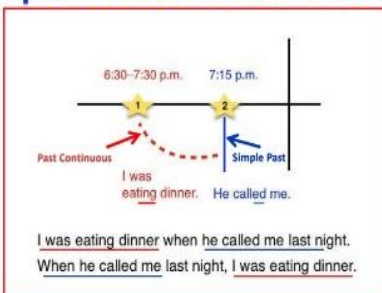 6:30–7:30 p.m. 7:15 p.m.
1 2
Past Continuous Simple Past
I was
eating dinner. He called me.
I was eating dinner when he called me last night.
When he called me last night, I was eating dinner.